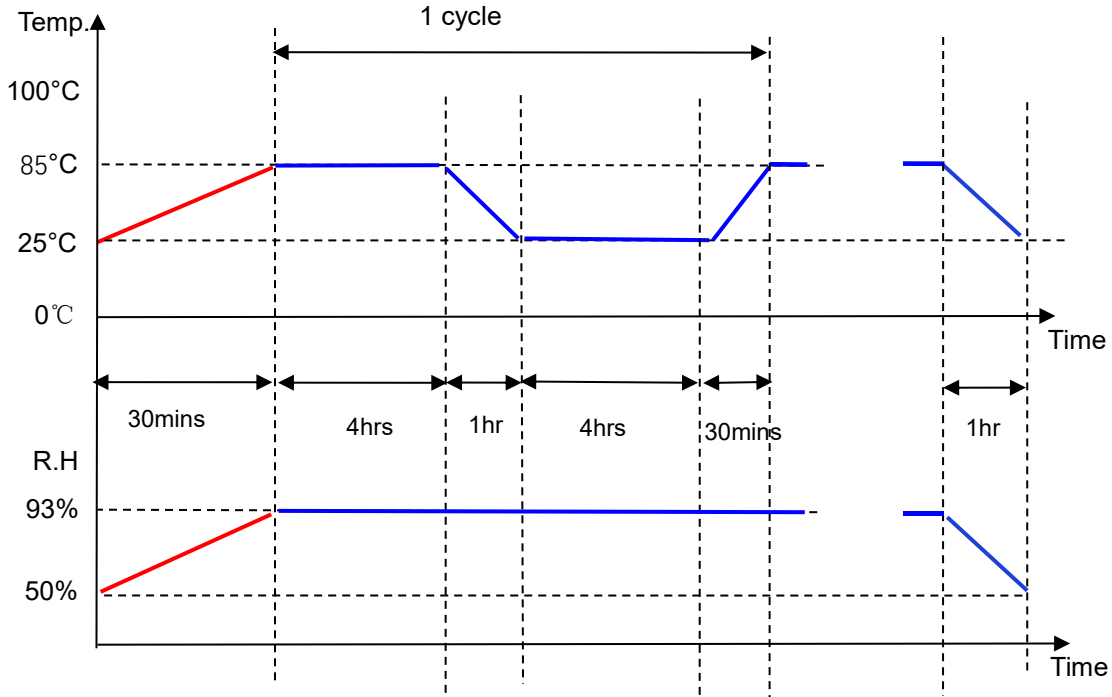 1 cycle
Temp.
100°C
85°C
25°C
0℃
Time
30mins
4hrs
1hr
4hrs
30mins
1hr
R.H
93%
50%
Time